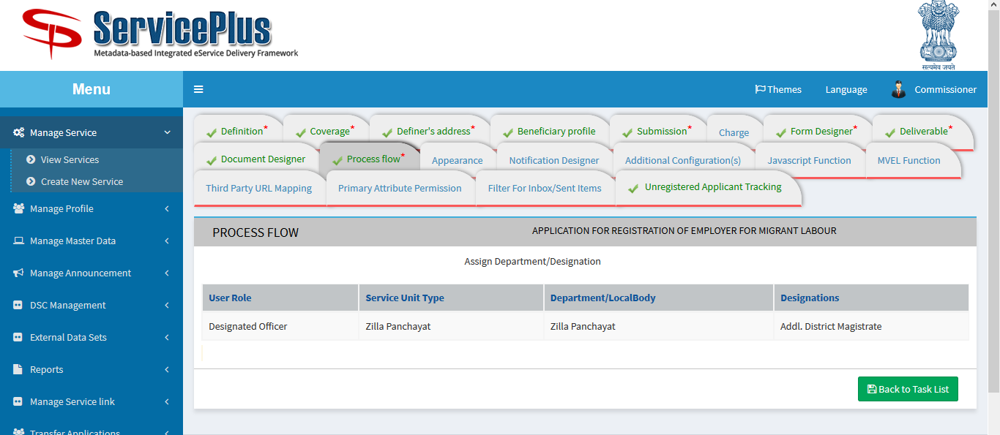 ServicePlus
Metadata-based Integrated eService Delivery Framework
सत्यमेव जयते
Menu
Themes
Language
Commissioner
Manage Service
View Services
Create New Service
Manage Profile
Manage Master Data
Manage Announcement
DSC Management
External Data Sets
Reports
Manage Service link
Transfer Applications
Definition*
Coverage*
Definer's address*
Beneficiary profile
Submission*
Charge
Form Designer*
Deliverable*
Document Designer
Process flow*
Appearance
Notification Designer
Additional Configuration(s)
Javascript Function
MVEL Function
Third Party URL Mapping
Primary Attribute Permission
Filter For Inbox/Sent Items
Unregistered Applicant Tracking
PROCESS FLOW
APPLICATION FOR REGISTRATION OF EMPLOYER FOR MIGRANT LABOUR
Assign Department/Designation
User Role
Service Unit Type
Department/LocalBody
Designations
Designated Officer
Zilla Panchayat
Zilla Panchayat
Addl. District Magistrate
Back to Task List